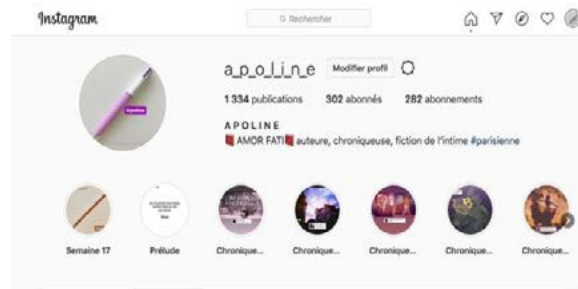 Instagram
Rechercher
a_p_o_l_i_n_e Modifier profil
1 334 publications 302 abonnés 282 abonnements
A P O L I N E
📕 AMOR FATI📕 auteure, chroniqueuse, fiction de l'intime #parisienne
Semaine 17 Prélude Chronique... Chronique... Chronique... Chronique... Chronique...